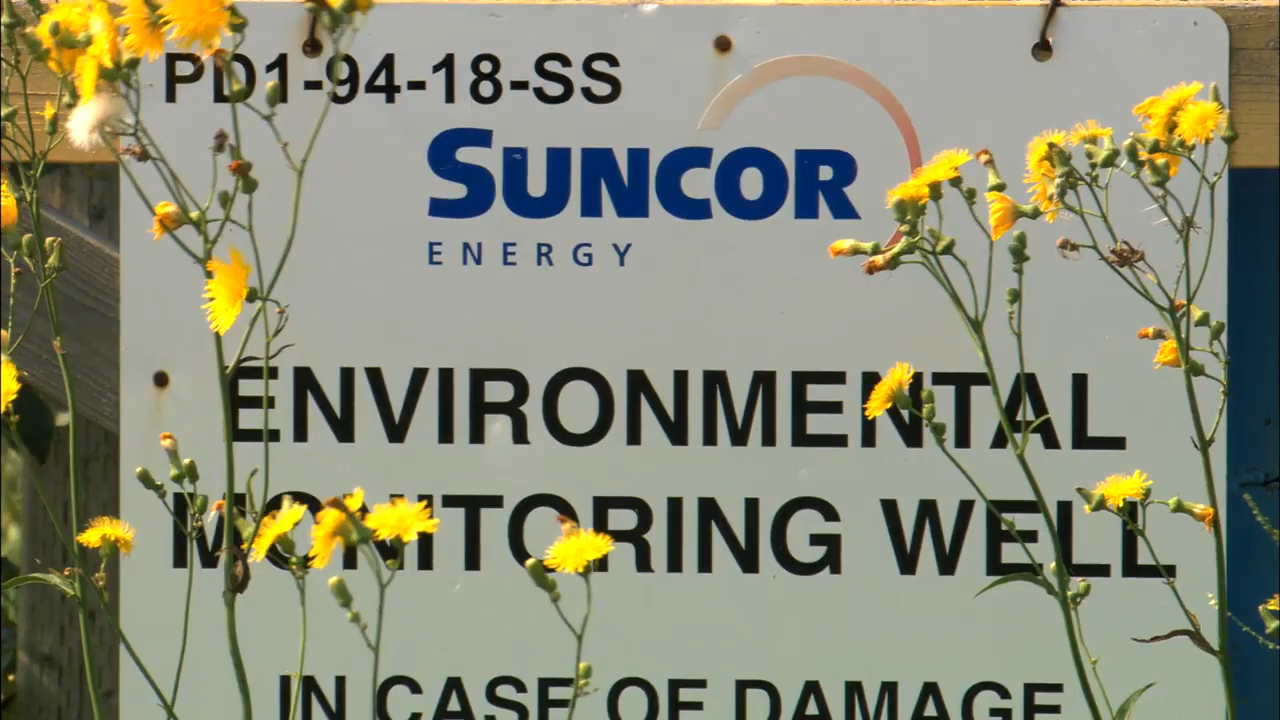 PD1-94-18-SS
SUNCOR
ENERGY
ENVIRONMENTAL
MONITORING WELL
IN CASE OF DAMAGE